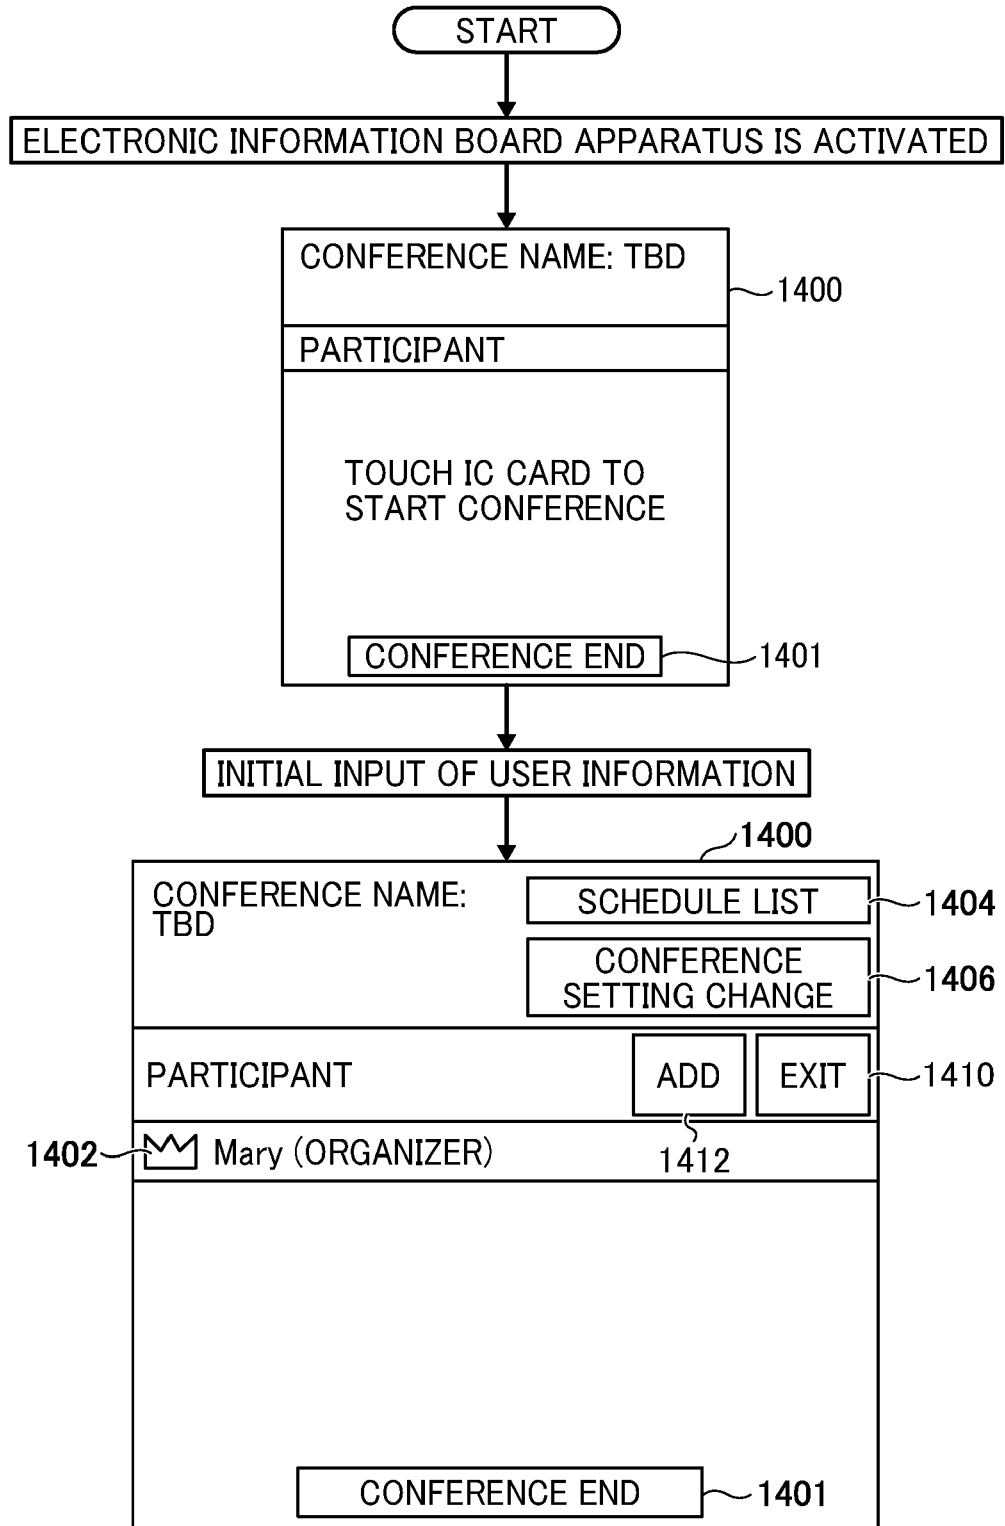 START
ELECTRONIC INFORMATION BOARD APPARATUS IS ACTIVATED
CONFERENCE NAME: TBD
1400
PARTICIPANT
TOUCH IC CARD TO
START CONFERENCE
CONFERENCE END
1401
INITIAL INPUT OF USER INFORMATION
1400
CONFERENCE NAME:
TBD
SCHEDULE LIST
1404
CONFERENCE
SETTING CHANGE
1406
PARTICIPANT
ADD
EXIT
1410
1402
Mary (ORGANIZER)
1412
CONFERENCE END
1401